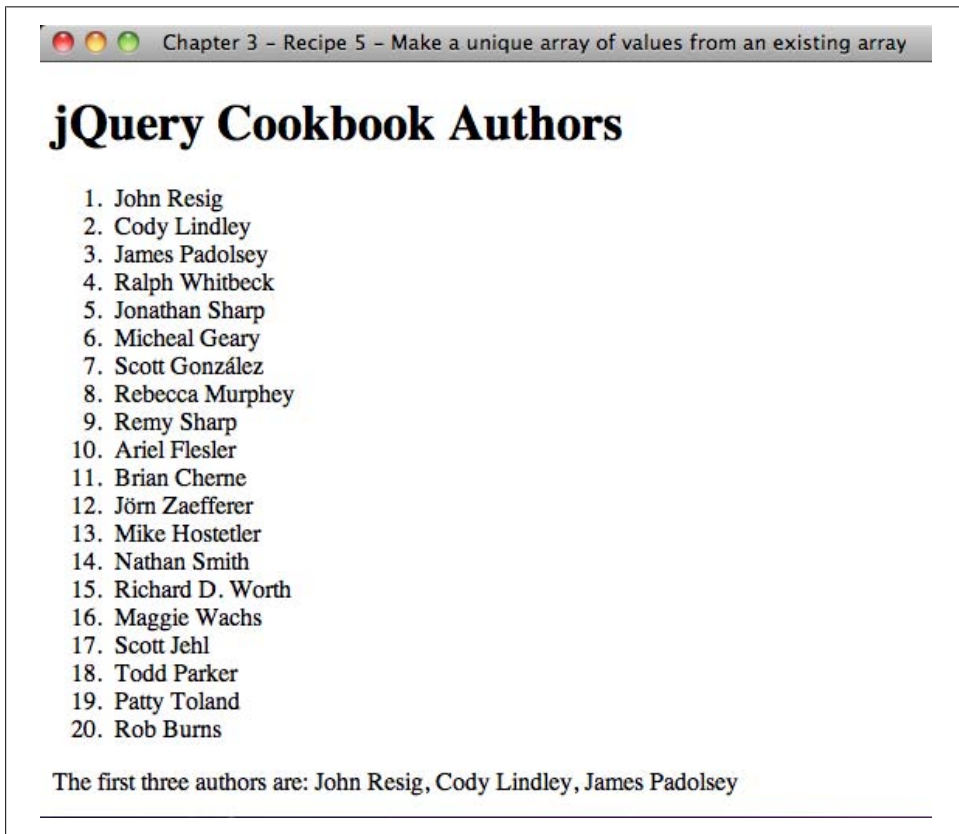 Chapter 3 – Recipe 5 – Make a unique array of values from an existing array
jQuery Cookbook Authors
1. John Resig
2. Cody Lindley
3. James Padolsey
4. Ralph Whitbeck
5. Jonathan Sharp
6. Micheal Geary
7. Scott González
8. Rebecca Murphey
9. Remy Sharp
10. Ariel Flesler
11. Brian Cherne
12. Jörn Zaefferer
13. Mike Hostetler
14. Nathan Smith
15. Richard D. Worth
16. Maggie Wachs
17. Scott Jehl
18. Todd Parker
19. Patty Toland
20. Rob Burns
The first three authors are: John Resig, Cody Lindley, James Padolsey